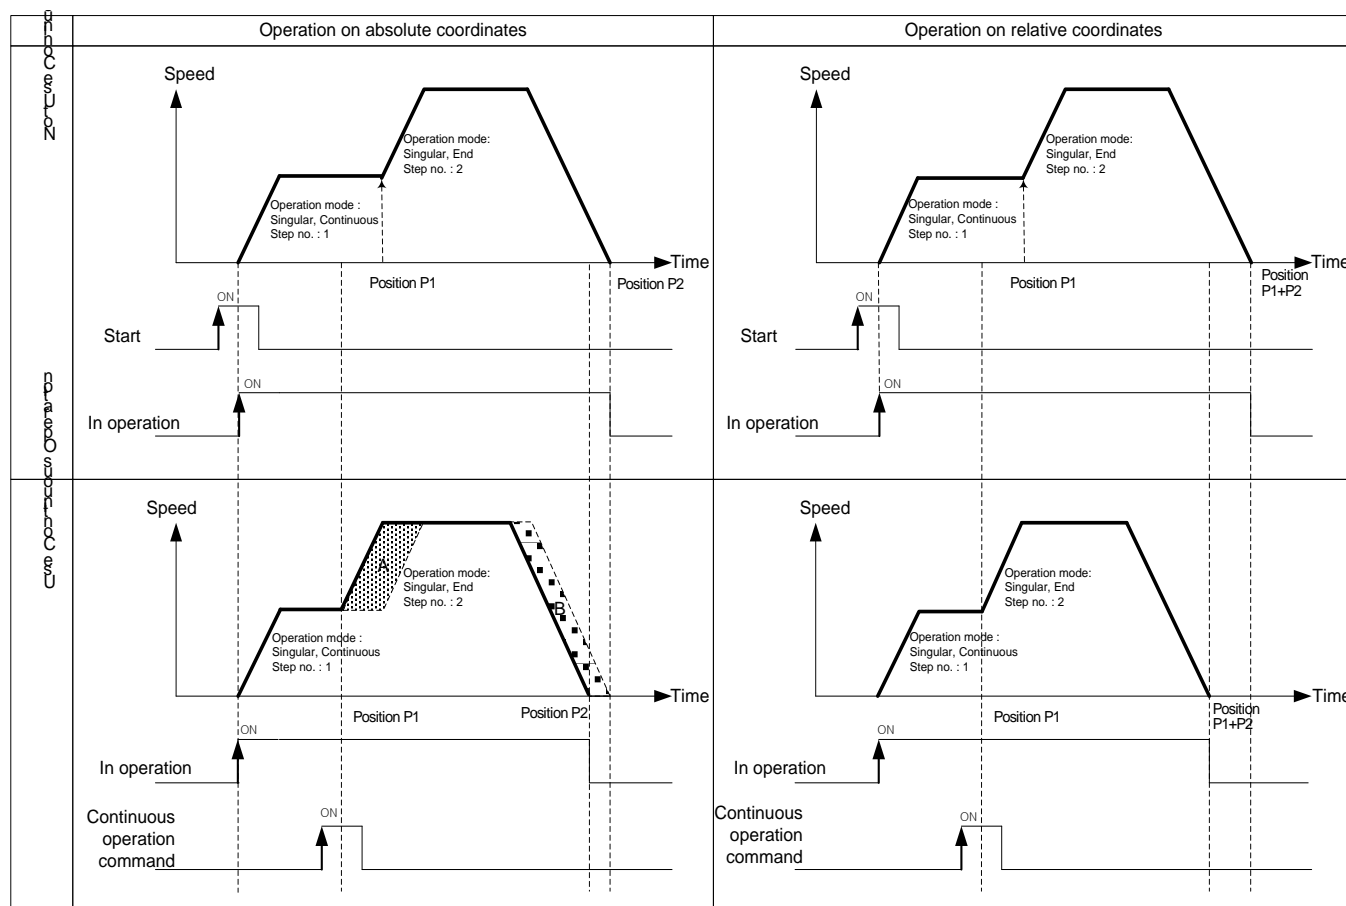 Operation on absolute coordinates
Operation on relative coordinates
Speed
Operation mode:
Singular, End
Step no. : 2
Operation mode :
Singular, Continuous
Step no. : 1
Time
Position P1
Position P2
ON
Start
ON
In operation
Speed
Operation mode:
Singular, End
Step no. : 2
Operation mode :
Singular, Continuous
Step no. : 1
Time
Position P1
Position
P1+P2
ON
Start
ON
In operation
Speed
A
Operation mode:
Singular, End
Step no. : 2
B
Operation mode :
Singular, Continuous
Step no. : 1
Time
Position P1
Position P2
ON
In operation
ON
Continuous
operation
command
Speed
Operation mode:
Singular, End
Step no. : 2
Operation mode :
Singular, Continuous
Step no. : 1
Time
Position P1
Position
P1+P2
ON
In operation
ON
Continuous
operation
command